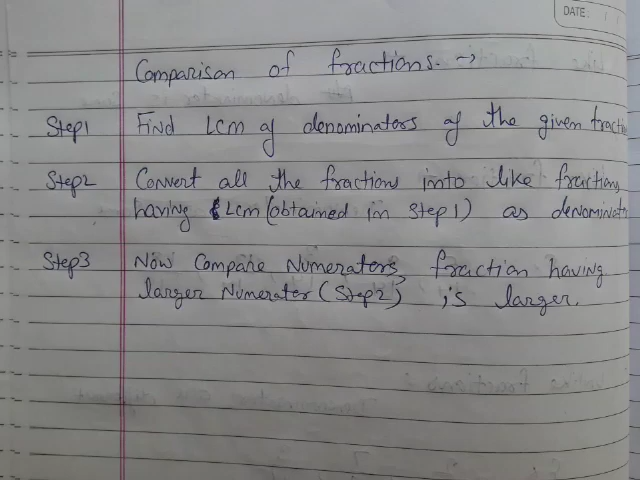 DATE:
Comparison of fractions. →
Step1 Find LCM of denominators of the given fractio
Step2 Convert all the fractions into like fractions
having LCM (obtained in Step1) as denominato
Step3 Now Compare Numerators, fraction having
larger Numerator (Step2) is larger.